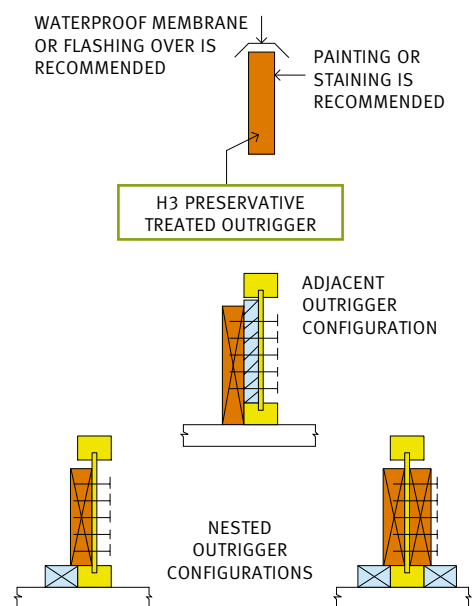 WATERPROOF MEMBRANE
OR FLASHING OVER IS
RECOMMENDED
PAINTING OR
STAINING IS
RECOMMENDED
H3 PRESERVATIVE
TREATED OUTRIGGER
ADJACENT
OUTRIGGER
CONFIGURATION
NESTED
OUTRIGGER
CONFIGURATIONS